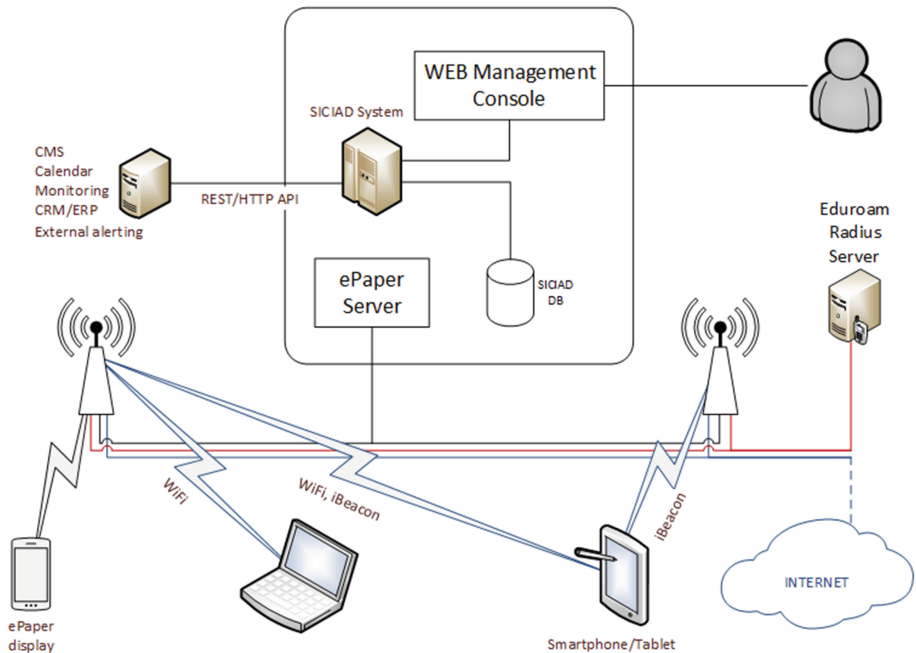 WEB Management
Console
SICIAD System
CMS
Calendar
Monitoring
CRM/ERP
External alerting
REST/HTTP API
Eduroam
Radius
Server
ePaper
Server
SICIAD
DB
WiFi
WiFi, iBeacon
iBeacon
INTERNET
ePaper
display
Smartphone/Tablet